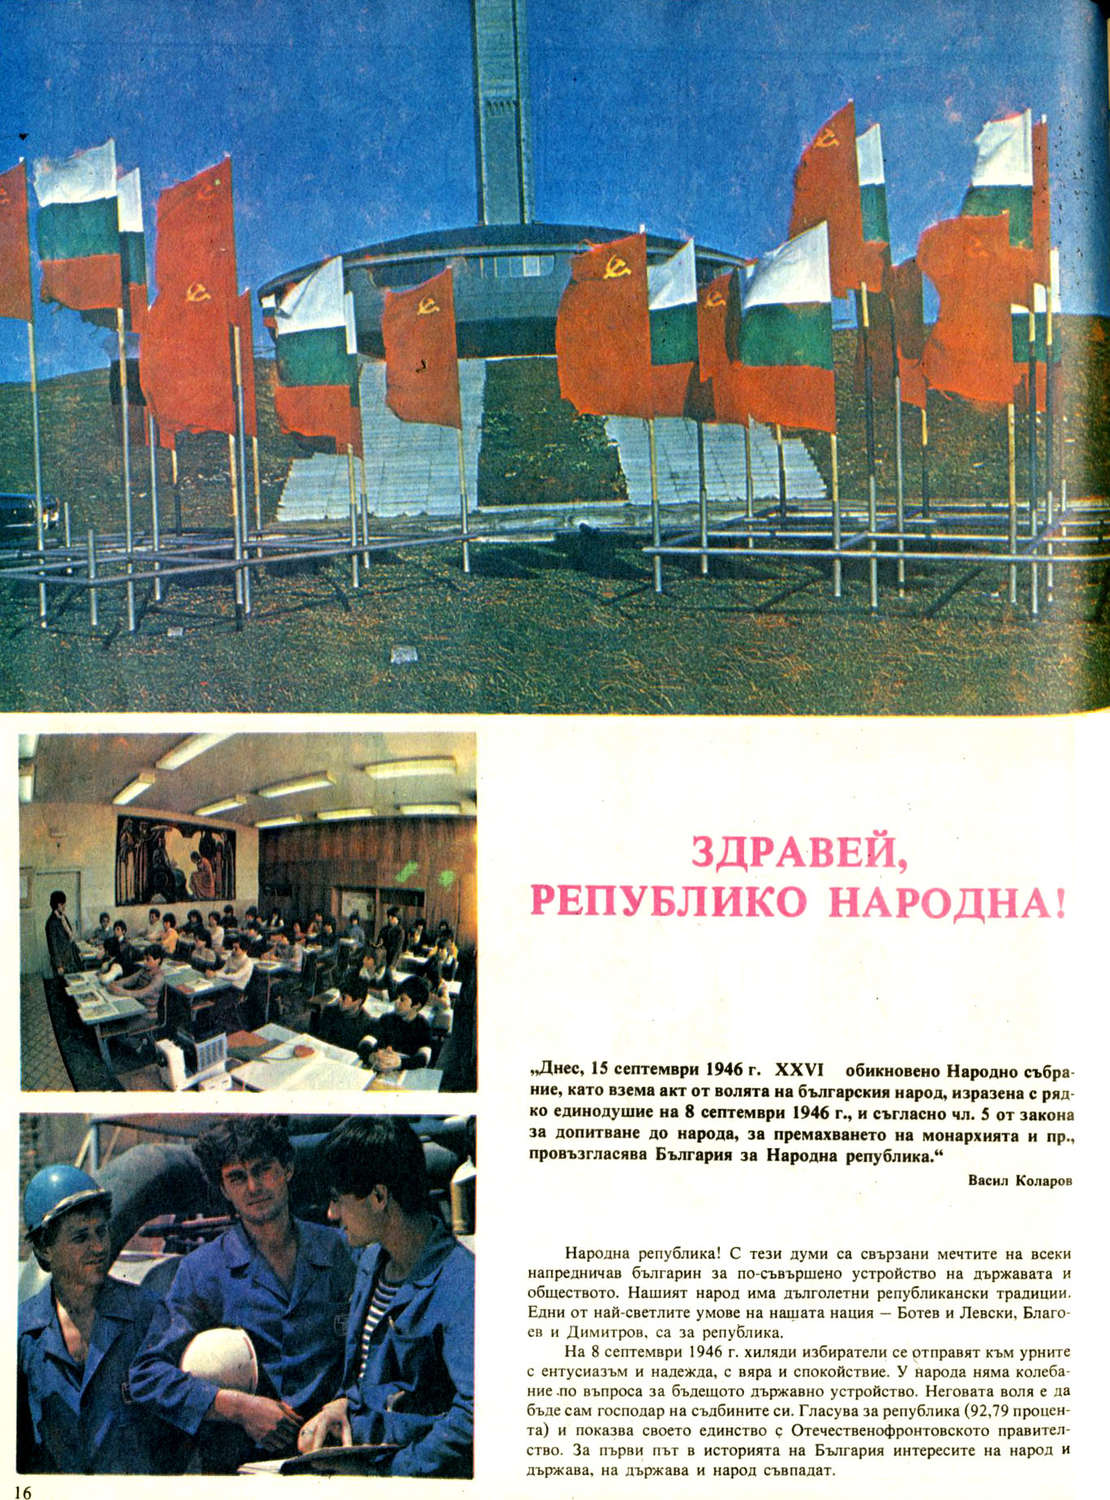 ЗДРАВЕЙ,
РЕПУБЛИКО НАРОДНА!
„Днес, 15 септември 1946 г. XXVI обикновено Народно събра-
ние, като взема акт от волята на българския народ, изразена с ряд-
ко единодушие на 8 септември 1946 г., и съгласно чл. 5 от закона
за допитване до народа, за премахването на монархията и пр.,
провъзгласява България за Народна република.“
Васил Коларов
Народна република! С тези думи са свързани мечтите на всеки
напредничав българин за по-съвършено устройство на държавата и
обществото. Нашият народ има дълголетни републикански традиции.
Едни от най-светлите умове на нашата нация — Ботев и Левски, Благо-
ев и Димитров, са за република.
На 8 септември 1946 г. хиляди избиратели се отправят към урните
с ентусиазъм и надежда, с вяра и спокойствие. У народа няма колеба-
ние по въпроса за бъдещото държавно устройство. Неговата воля е да
бъде сам господар на съдбините си. Гласува за република (92,79 процен-
та) и показва своето единство с Отечественофронтовското правител-
ство. За първи път в историята на България интересите на народ и
държава, на държава и народ съвпадат.
16